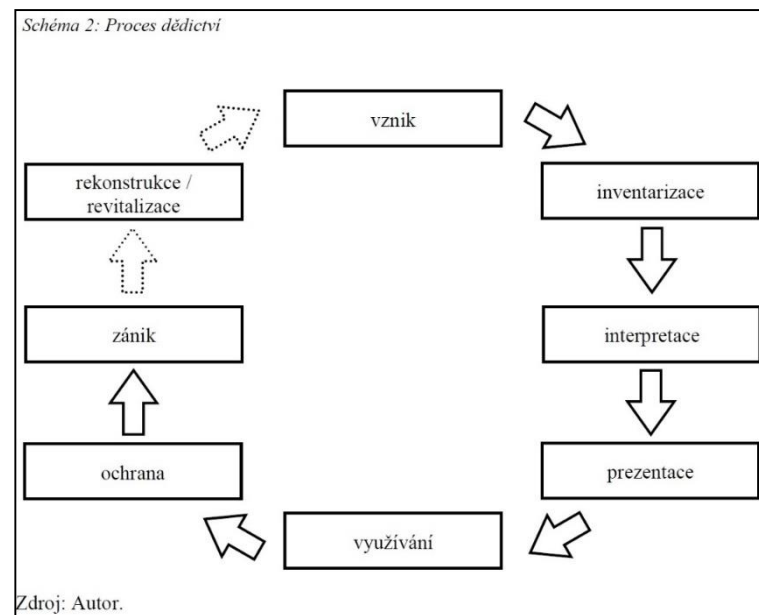 Schéma 2: Proces dědictví
vznik
rekonstrukce /
revitalizace
inventarizace
zánik
interpretace
ochrana
prezentace
využívání
Zdroj: Autor.